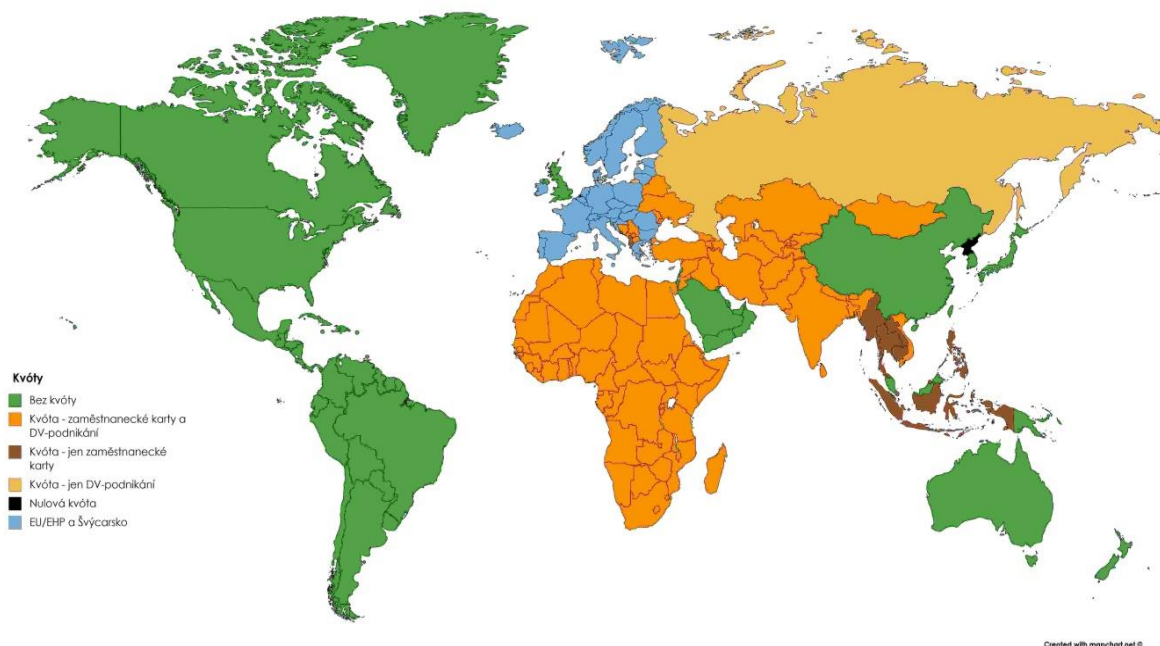 Kvóty
Bez kvóty
Kvóta - zaměstnanecké karty a
DV-podnikání
Kvóta - jen zaměstnanecké
karty
Kvóta - jen DV-podnikání
Nulová kvóta
EU/EHP a Švýcarsko
Created with mapchart.net ©